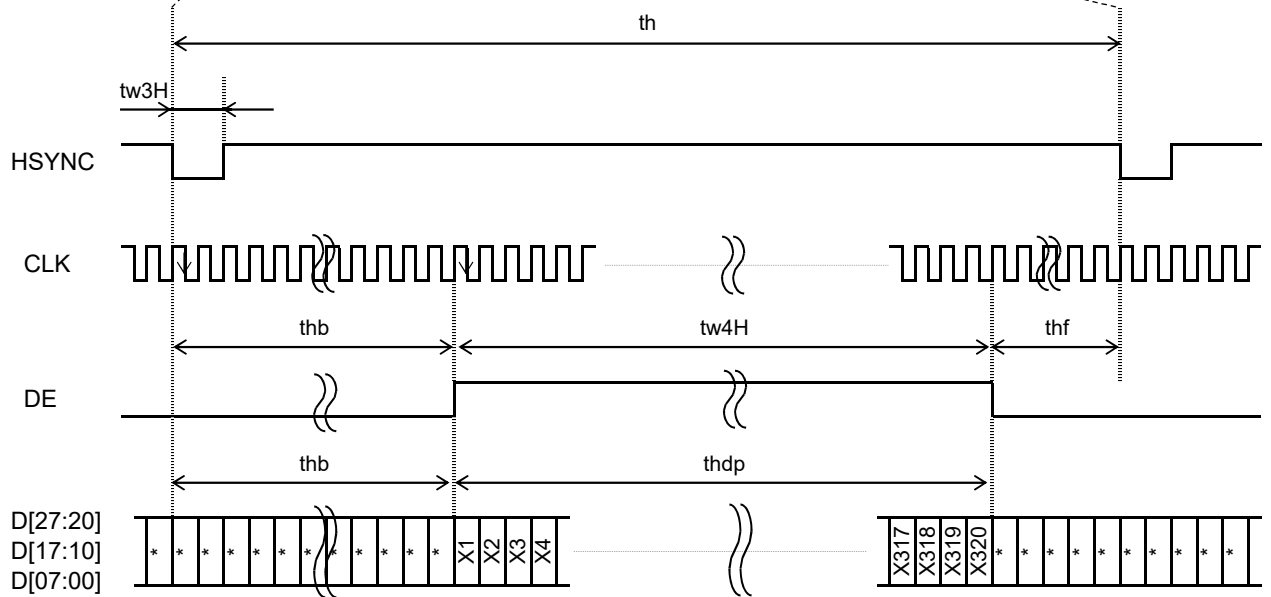 th
tw3H
HSYNC
CLK
thb tw4H thf
DE
thb thdp
D[27:20]
D[17:10] * * * * * * * * * * * * X1 X2 X3 X4 X317 X318 X319 X320 * * * * * * * * * *
D[07:00]